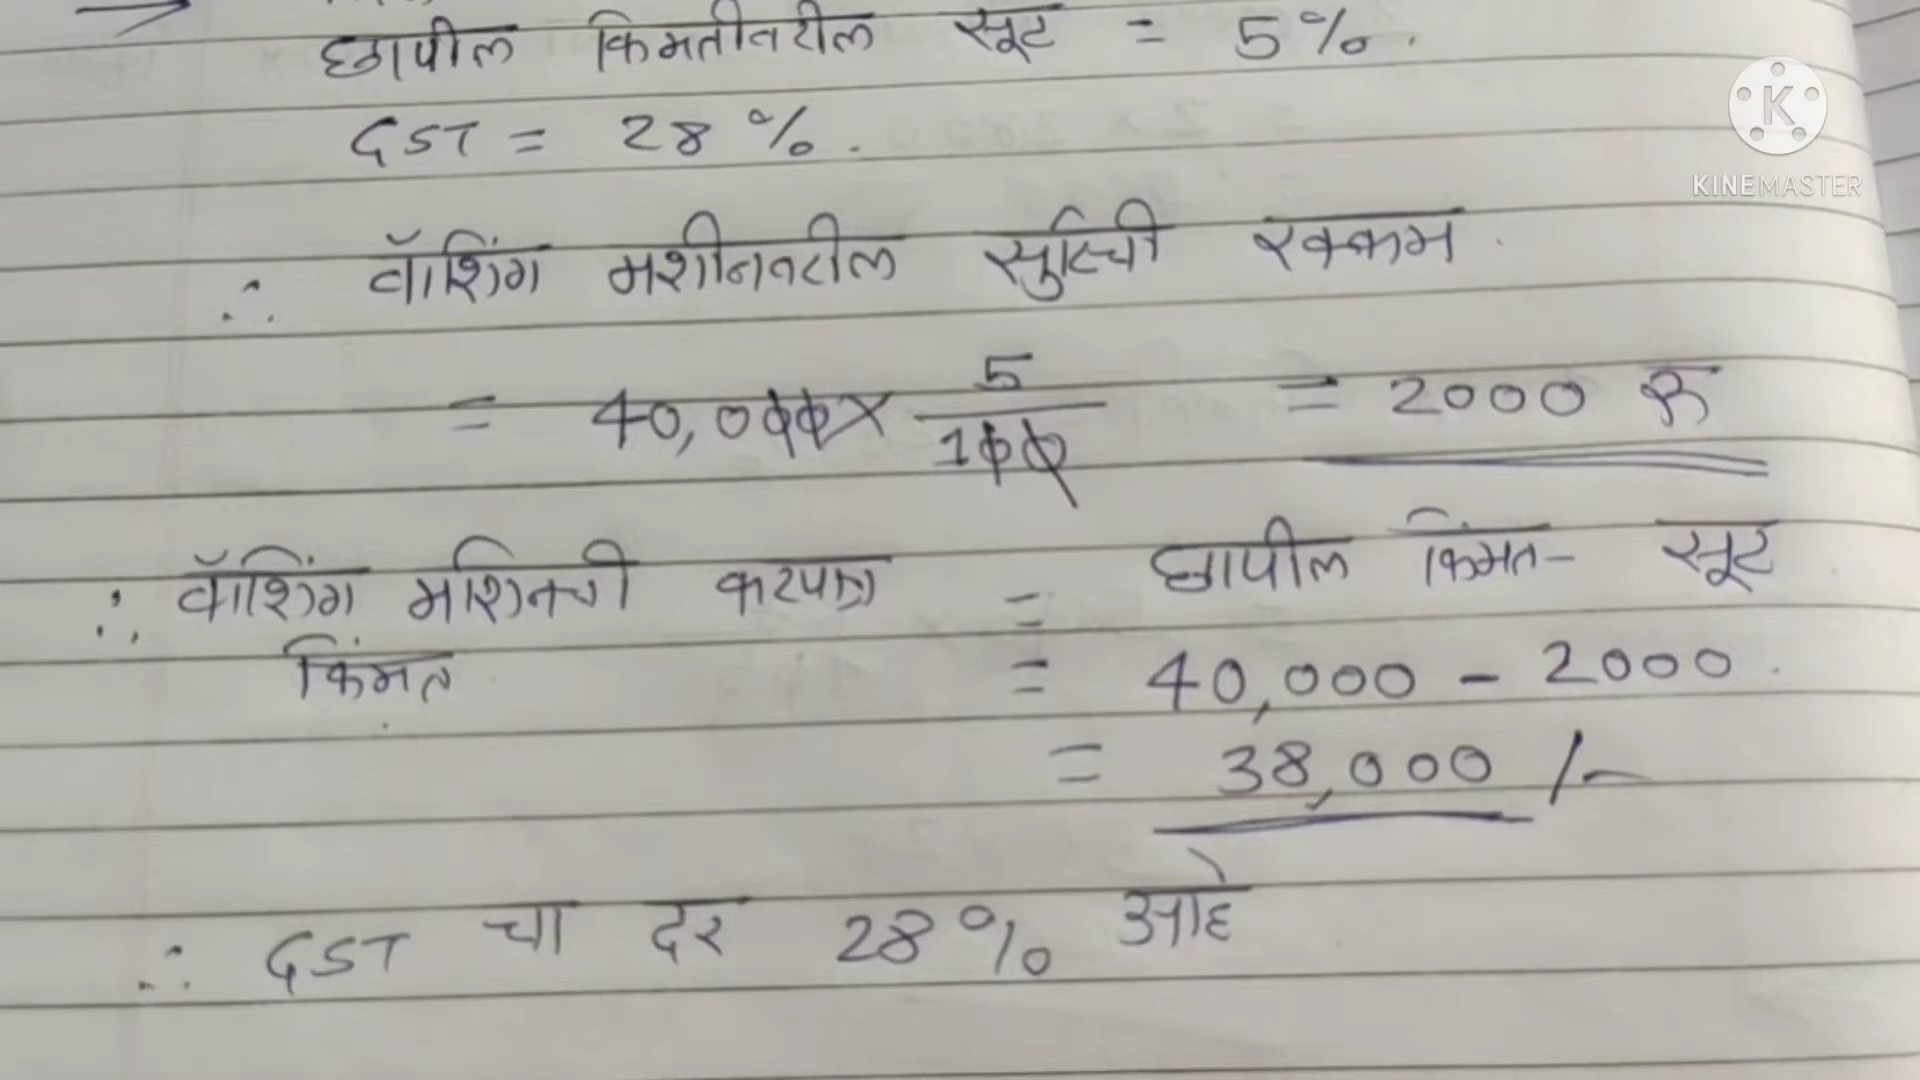 छापील किंमतीवरील सूट = 5%.
GST = 28%.
∴ वॉशिंग मशीनवरील सुटिची रक्कम
= 40,000 × 5/100 = 2000 रु
∴ वॉशिंग मशिनची करपात्र किंमत = छापील किंमत - सूट
= 40,000 - 2000
= 38,000/-
∴ GST चा दर 28% आहे
KINEMASTER